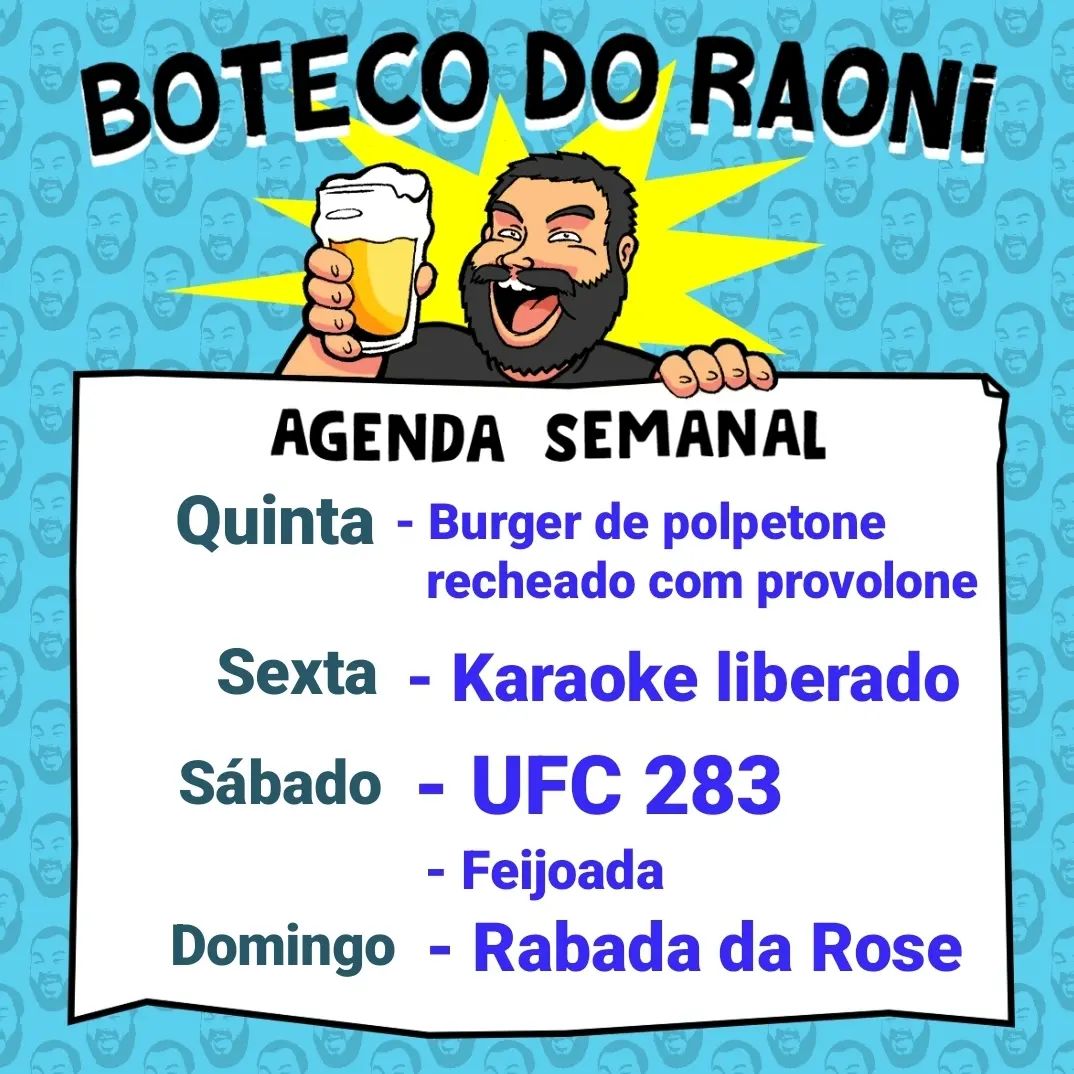 BOTECO DO RAONi
AGENDA SEMANAL
Quinta - Burger de polpetone
recheado com provolone
Sexta - Karaoke liberado
Sábado - UFC 283
- Feijoada
Domingo - Rabada da Rose